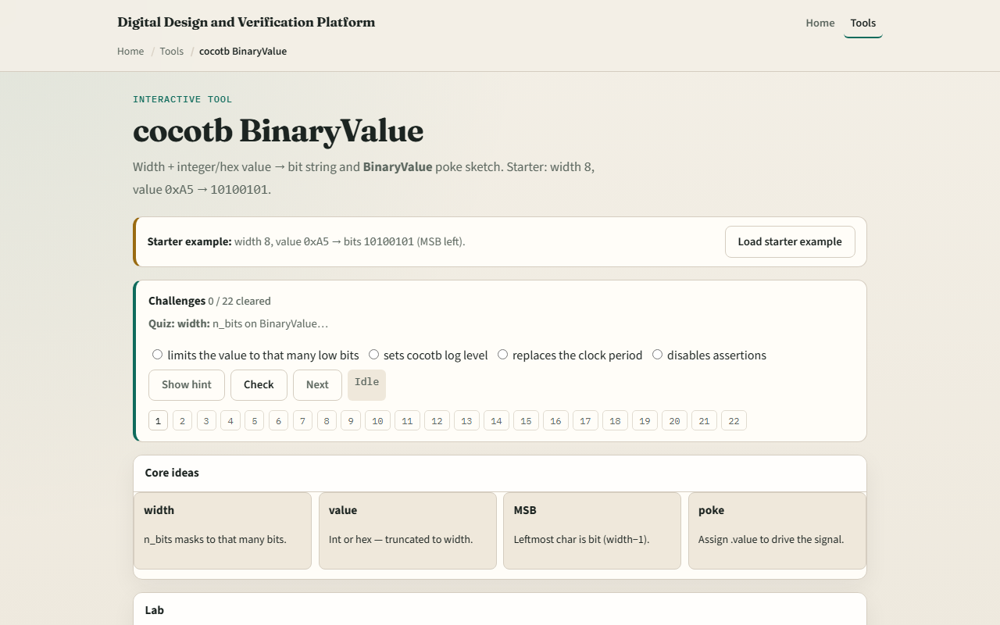 Digital Design and Verification Platform
Home
Tools
Home / Tools / cocotb BinaryValue
INTERACTIVE TOOL
cocotb BinaryValue
Width + integer/hex value → bit string and BinaryValue poke sketch. Starter: width 8,
value 0xA5 → 10100101.
Starter example: width 8, value 0xA5 → bits 10100101 (MSB left).
Load starter example
Challenges 0 / 22 cleared
Quiz: width: n_bits on BinaryValue…
limits the value to that many low bits
sets cocotb log level
replaces the clock period
disables assertions
Show hint
Check
Next
Idle
1 2 3 4 5 6 7 8 9 10 11 12 13 14 15 16 17 18 19 20 21 22
Core ideas
width
n_bits masks to that many bits.
value
Int or hex — truncated to width.
MSB
Leftmost char is bit (width−1).
poke
Assign .value to drive the signal.
Lab